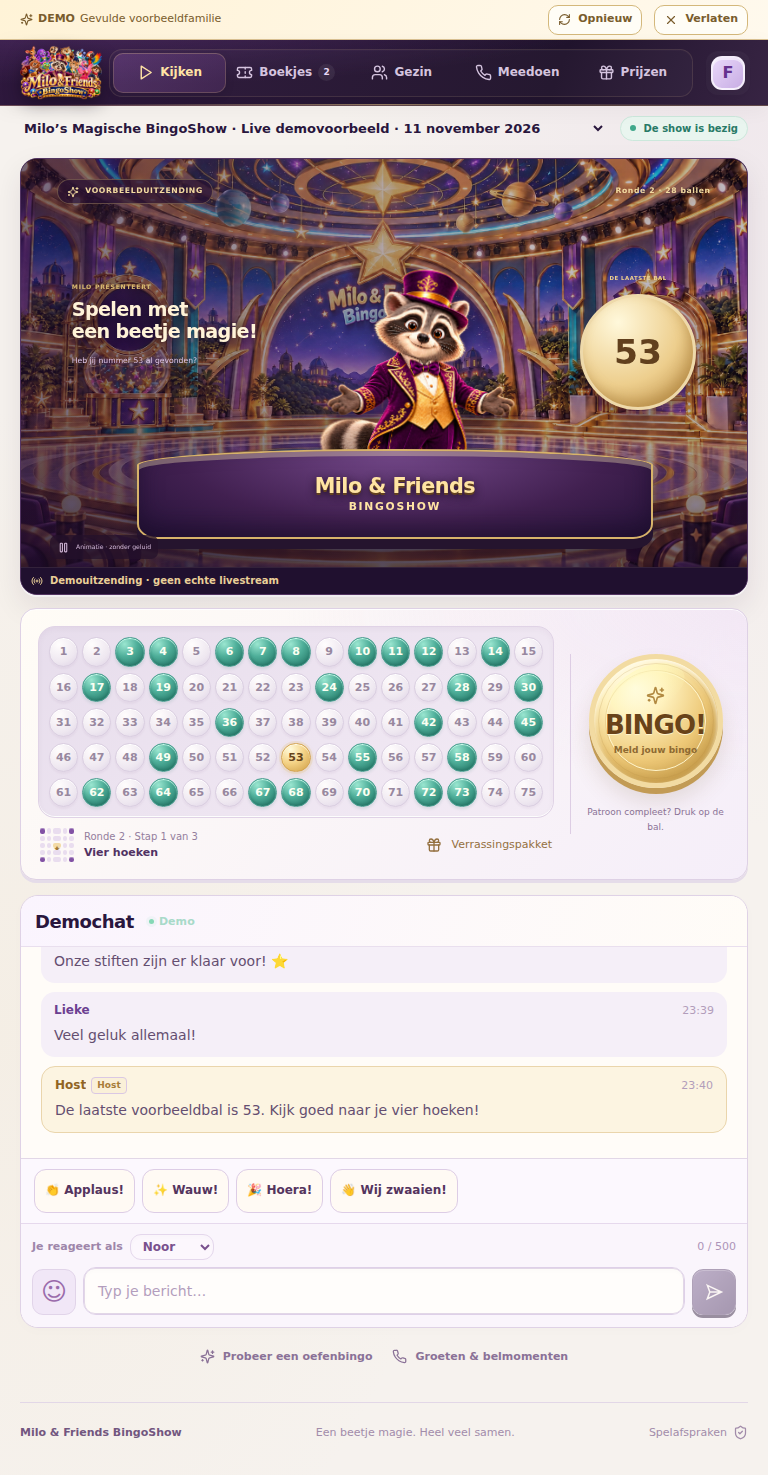 DEMO Gevulde voorbeeldfamilie
Opnieuw
Verlaten
Milo & Friends
BingoShow
Kijken
Boekjes 2
Gezin
Meedoen
Prijzen
F
Milo’s Magische BingoShow · Live demovoorbeeld · 11 november 2026
De show is bezig
VOORBEELDUITZENDING
Ronde 2 · 28 ballen
MILO PRESENTEERT
Spelen met
een beetje magie!
Heb jij nummer 53 al gevonden?
DE LAATSTE BAL
53
Milo & Friends
BINGOSHOW
Animatie · zonder geluid
Demouitzending · geen echte livestream
1 2 3 4 5 6 7 8 9 10 11 12 13 14 15
16 17 18 19 20 21 22 23 24 25 26 27 28 29 30
31 32 33 34 35 36 37 38 39 40 41 42 43 44 45
46 47 48 49 50 51 52 53 54 55 56 57 58 59 60
61 62 63 64 65 66 67 68 69 70 71 72 73 74 75
BINGO!
Meld jouw bingo
Patroon compleet? Druk op de
bal.
Ronde 2 · Stap 1 van 3
Vier hoeken
Verrassingspakket
Demochat
Demo
Onze stiften zijn er klaar voor! ⭐
Lieke 23:39
Veel geluk allemaal!
Host Host 23:40
De laatste voorbeeldbal is 53. Kijk goed naar je vier hoeken!
👏 Applaus!
✨ Wauw!
🎉 Hoera!
👋 Wij zwaaien!
Je reageert als Noor
0 / 500
Typ je bericht…
Probeer een oefenbingo
Groeten & belmomenten
Milo & Friends BingoShow
Een beetje magie. Heel veel samen.
Spelafspraken